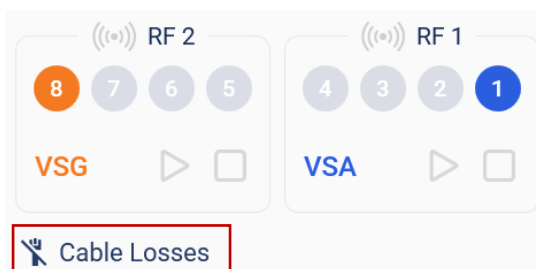 RF 2
8 7 6 5
VSG
RF 1
4 3 2 1
VSA
Cable Losses